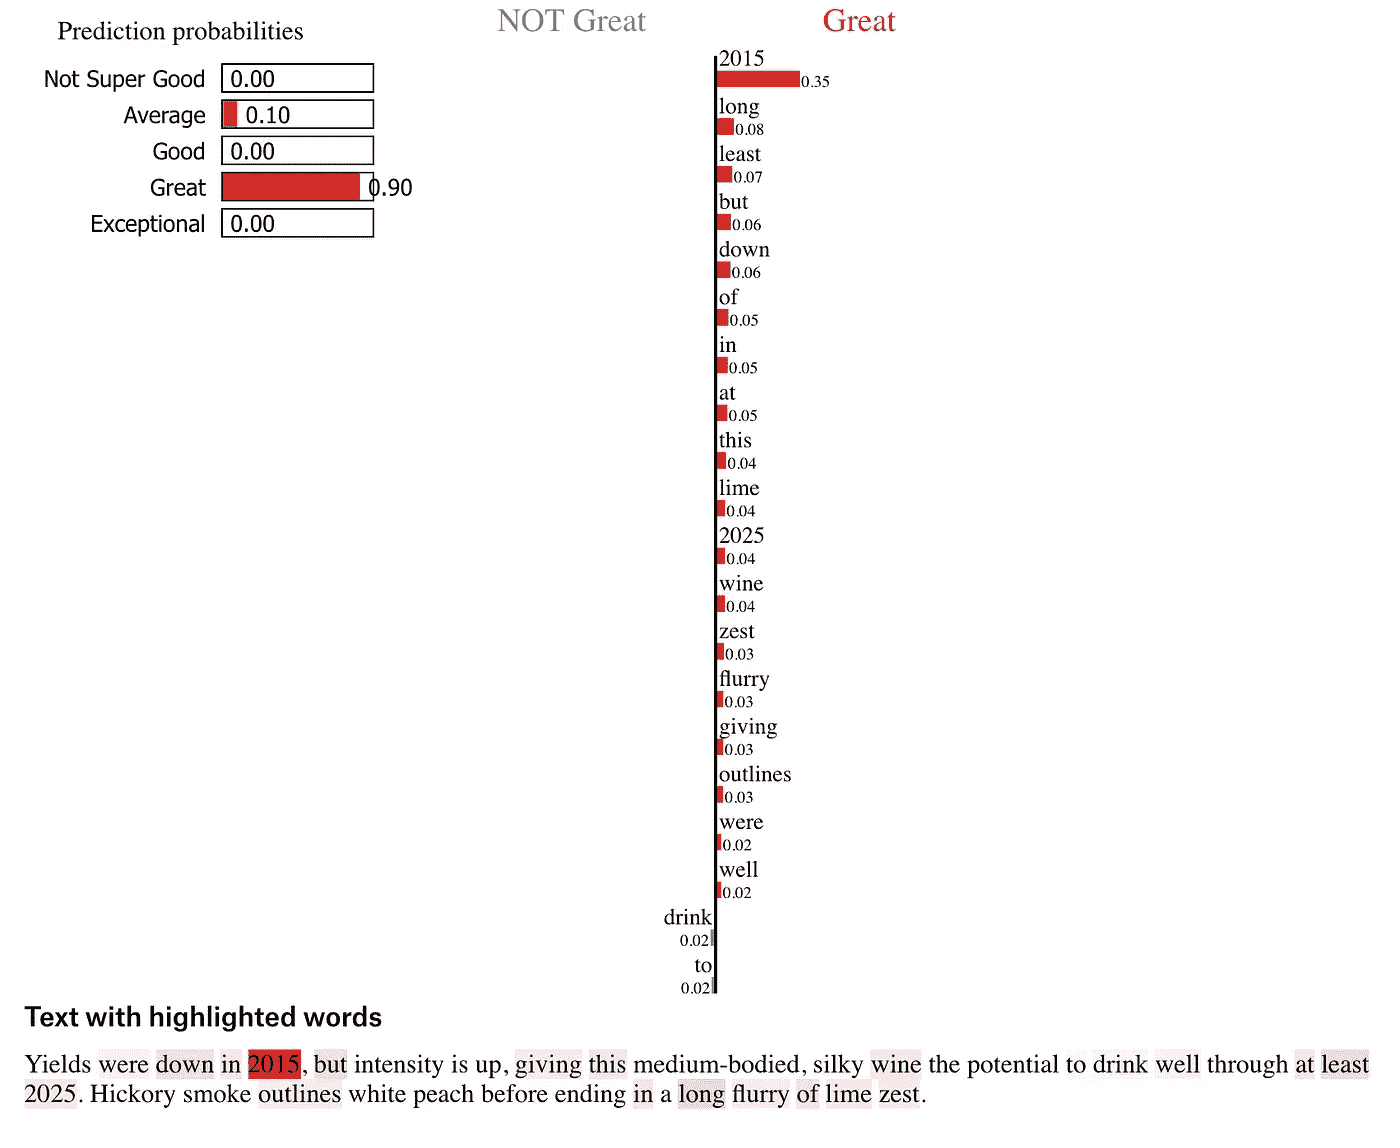 Prediction probabilities
Not Super Good 0.00
Average 0.10
Good 0.00
Great 0.90
Exceptional 0.00
NOT Great Great
2015
0.35
long
0.08
least
0.07
but
0.06
down
0.06
of
0.05
in
0.05
at
0.05
this
0.04
lime
0.04
2025
0.04
wine
0.04
zest
0.03
flurry
0.03
giving
0.03
outlines
0.03
were
0.02
well
0.02
drink
0.02
to
0.02
Text with highlighted words
Yields were down in 2015, but intensity is up, giving this medium-bodied, silky wine the potential to drink well through at least
2025. Hickory smoke outlines white peach before ending in a long flurry of lime zest.